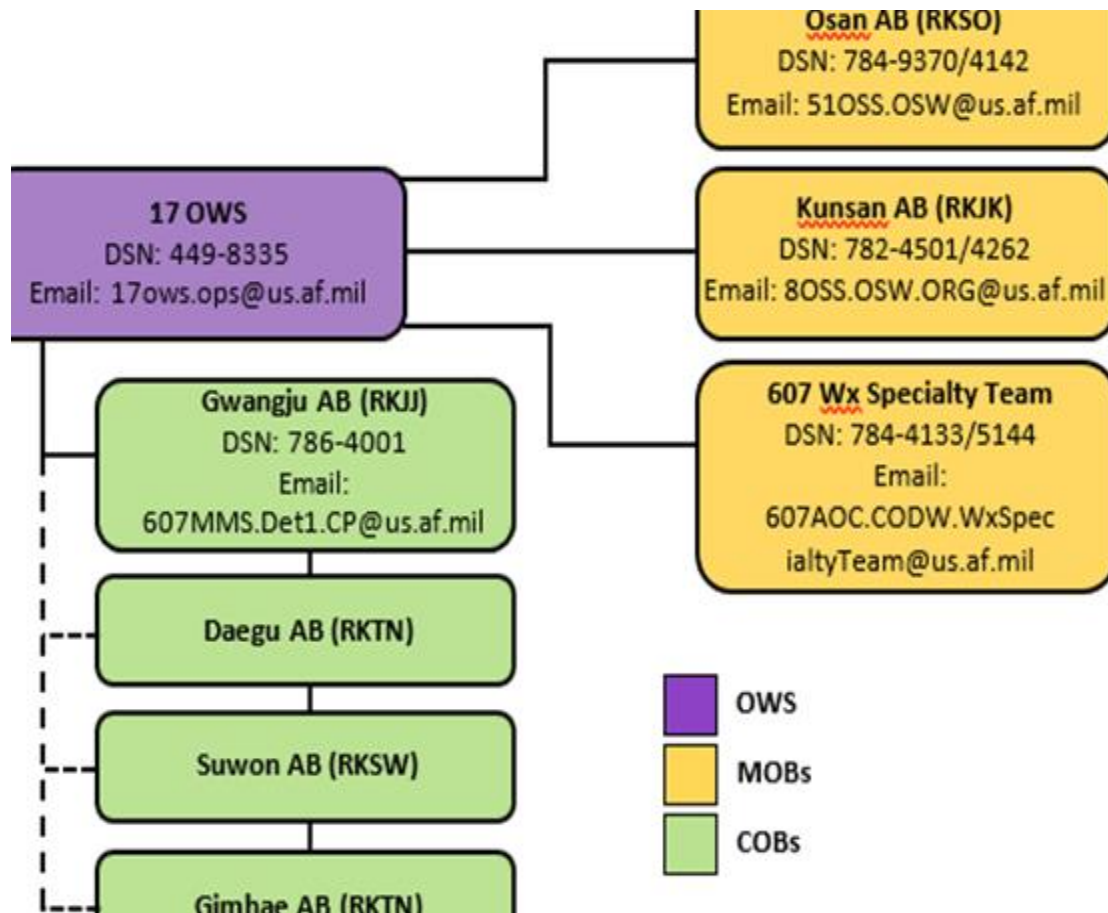 Osan AB (RKSO)
DSN: 784-9370/4142
Email: 51OSS.OSW@us.af.mil
17 OWS
DSN: 449-8335
Email: 17ows.ops@us.af.mil
Kunsan AB (RKJK)
DSN: 782-4501/4262
Email: 8OSS.OSW.ORG@us.af.mil
607 Wx Specialty Team
DSN: 784-4133/5144
Email:
607AOC.CODW.WxSpec
ialtyTeam@us.af.mil
Gwangju AB (RKJJ)
DSN: 786-4001
Email:
607MMS.Det1.CP@us.af.mil
Daegu AB (RKTN)
Suwon AB (RKSW)
Gimhae AB (RKTN)
OWS
MOBs
COBs